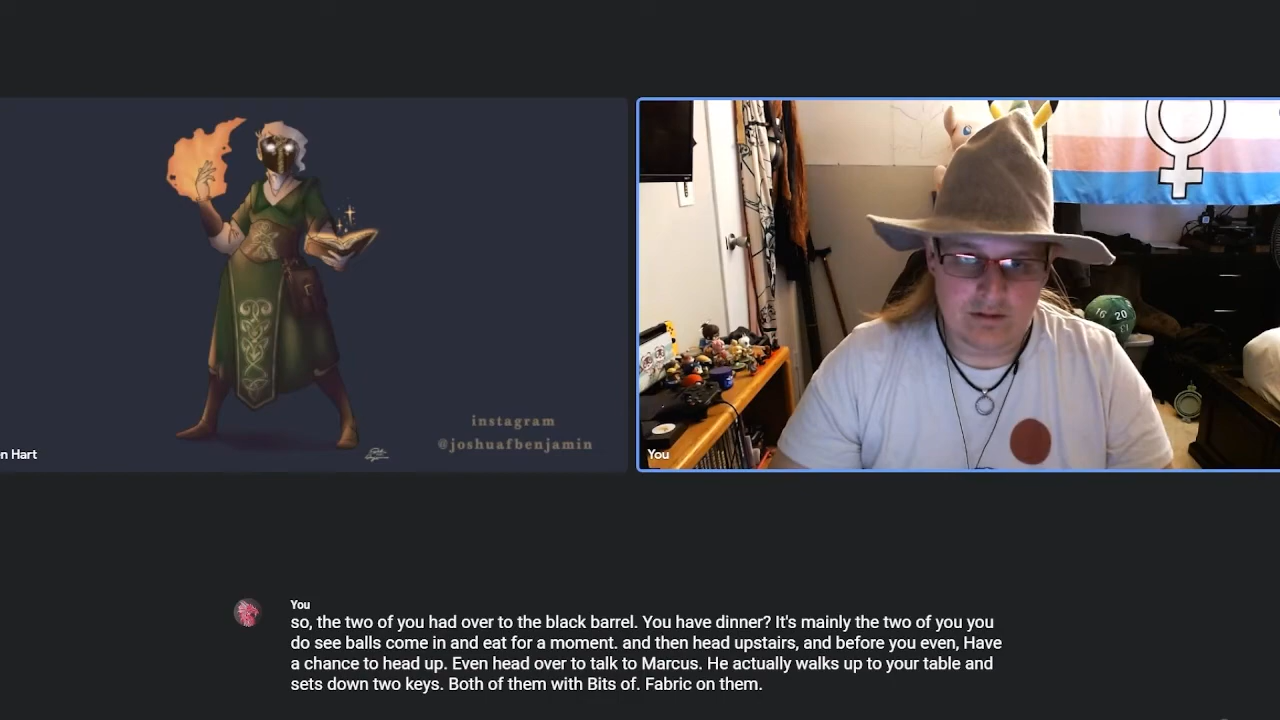 instagram
@joshuafbenjamin
n Hart
You
16 20
You
so, the two of you had over to the black barrel. You have dinner? It's mainly the two of you you
do see balls come in and eat for a moment. and then head upstairs, and before you even, Have
a chance to head up. Even head over to talk to Marcus. He actually walks up to your table and
sets down two keys. Both of them with Bits of. Fabric on them.